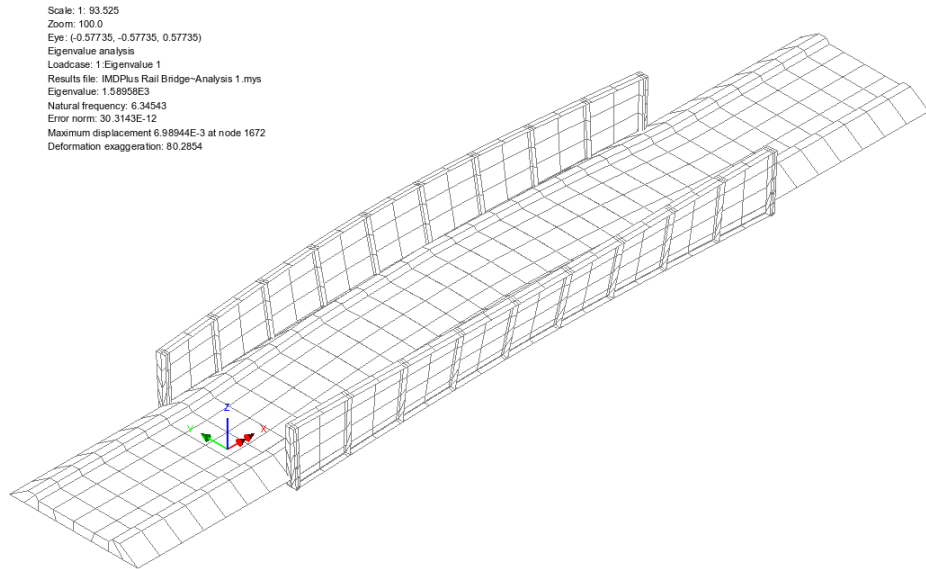 Scale: 1: 93.525
Zoom: 100.0
Eye: (-0.57735, -0.57735, 0.57735)
Eigenvalue analysis
Loadcase: 1:Eigenvalue 1
Results file: IMDPlus Rail Bridge~Analysis 1.mys
Eigenvalue: 1.58958E3
Natural frequency: 6.34543
Error norm: 30.3143E-12
Maximum displacement 6.98944E-3 at node 1672
Deformation exaggeration: 80.2854
Z
Y X